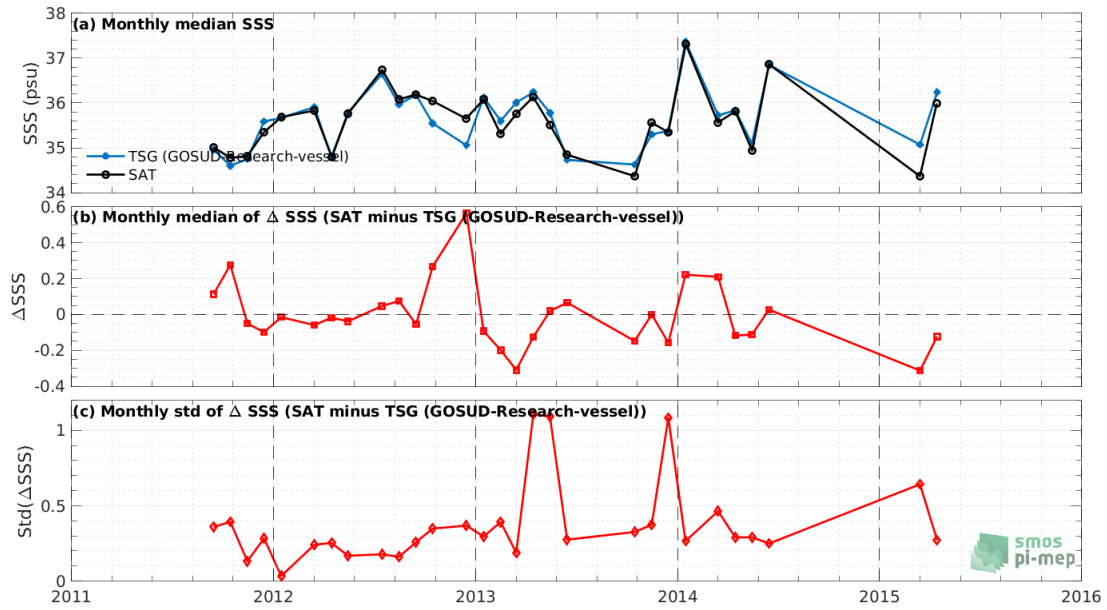 (a) Monthly median SSS
38
37
36
35
34
SSS (psu)
TSG (GOSUD-Research-vessel)
SAT
(b) Monthly median of Δ SSS (SAT minus TSG (GOSUD-Research-vessel))
0.6
0.4
0.2
0
-0.2
-0.4
ΔSSS
(c) Monthly std of Δ SSS (SAT minus TSG (GOSUD-Research-vessel))
1
0.5
0
Std(ΔSSS)
smos
pi-mep
2011 2012 2013 2014 2015 2016